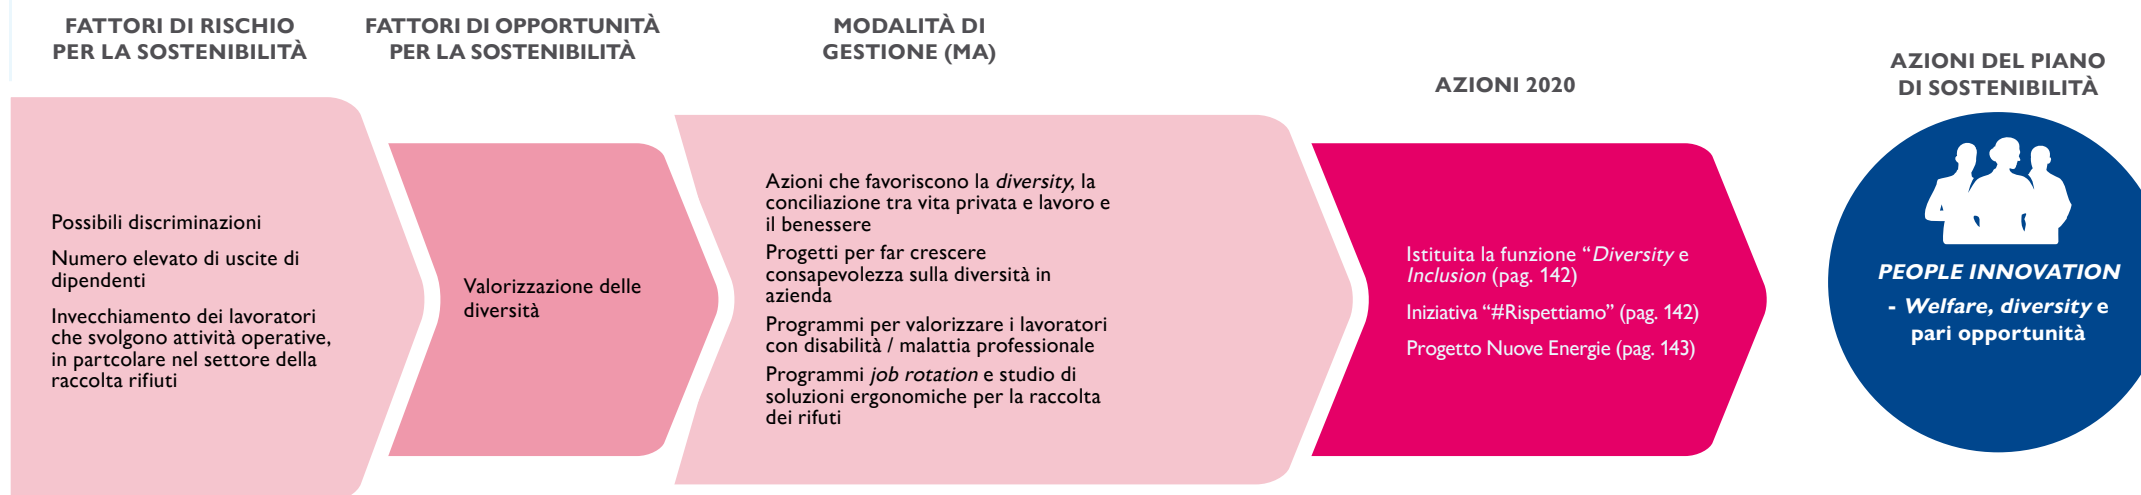 FATTORI DI RISCHIO
PER LA SOSTENIBILITÀ
Possibili discriminazioni
Numero elevato di uscite di
dipendenti
Invecchiamento dei lavoratori
che svolgono attività operative,
in partcolare nel settore della
raccolta rifiuti
FATTORI DI OPPORTUNITÀ
PER LA SOSTENIBILITÀ
Valorizzazione delle
diversità
MODALITÀ DI
GESTIONE (MA)
Azioni che favoriscono la diversity, la
conciliazione tra vita privata e lavoro e
il benessere
Progetti per far crescere
consapevolezza sulla diversità in
azienda
Programmi per valorizzare i lavoratori
con disabilità / malattia professionale
Programmi job rotation e studio di
soluzioni ergonomiche per la raccolta
dei rifuti
AZIONI 2020
Istituita la funzione “Diversity e
Inclusion (pag. 142)
Iniziativa “#Rispettiamo” (pag. 142)
Progetto Nuove Energie (pag. 143)
AZIONI DEL PIANO
DI SOSTENIBILITÀ
PEOPLE INNOVATION
- Welfare, diversity e
pari opportunità